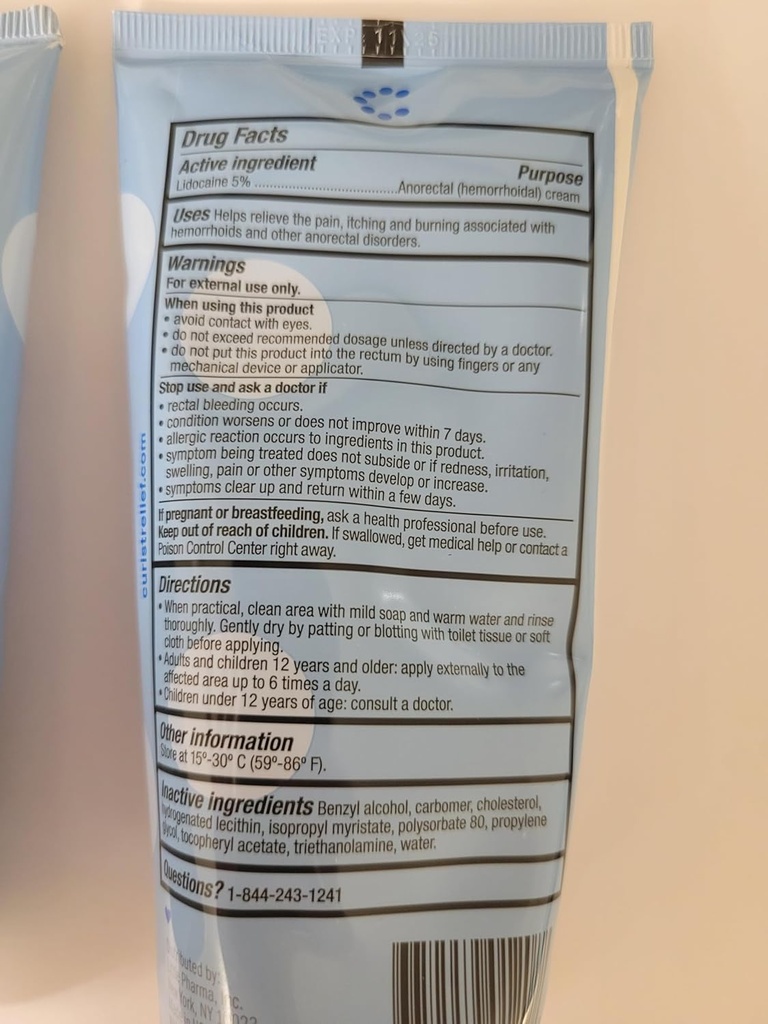 EXP 11
Drug Facts
Active ingredient Purpose
Lidocaine 5% ........................................Anorectal (hemorrhoidal) cream
Uses Helps relieve the pain, itching and burning associated with
hemorrhoids and other anorectal disorders.
Warnings
For external use only.
When using this product
• avoid contact with eyes.
• do not exceed recommended dosage unless directed by a doctor.
• do not put this product into the rectum by using fingers or any
mechanical device or applicator.
Stop use and ask a doctor if
• rectal bleeding occurs.
• condition worsens or does not improve within 7 days.
• allergic reaction occurs to ingredients in this product.
• symptom being treated does not subside or if redness, irritation,
swelling, pain or other symptoms develop or increase.
• symptoms clear up and return within a few days.
If pregnant or breastfeeding, ask a health professional before use.
Keep out of reach of children. If swallowed, get medical help or contact a
Poison Control Center right away.
Directions
• When practical, clean area with mild soap and warm water and rinse
thoroughly. Gently dry by patting or blotting with toilet tissue or soft
cloth before applying.
• Adults and children 12 years and older: apply externally to the
affected area up to 6 times a day.
• Children under 12 years of age: consult a doctor.
Other information
Store at 15º-30º C (59º-86º F).
Inactive ingredients Benzyl alcohol, carbomer, cholesterol,
hydrogenated lecithin, isopropyl myristate, polysorbate 80, propylene
glycol, tocopheryl acetate, triethanolamine, water.
Questions? 1-844-243-1241
curistrelief.com
by:
Pharma,
NY